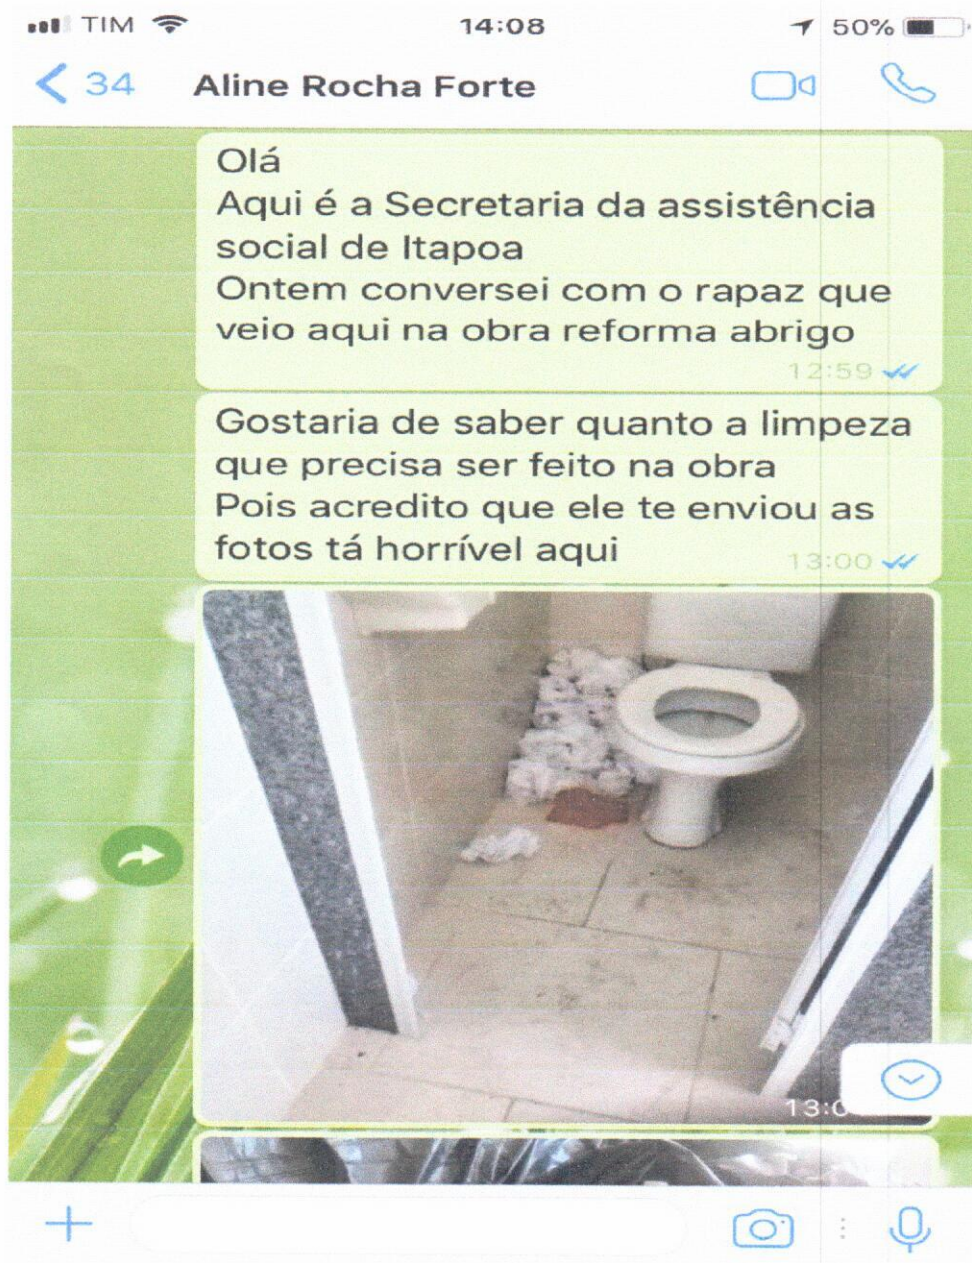 TIM 14:08 50%
34 Aline Rocha Forte
Olá
Aqui é a Secretaria da assistência
social de Itapoa
Ontem conversei com o rapaz que
veio aqui na obra reforma abrigo
12:59
Gostaria de saber quanto a limpeza
que precisa ser feito na obra
Pois acredito que ele te enviou as
fotos tá horrível aqui
13:00